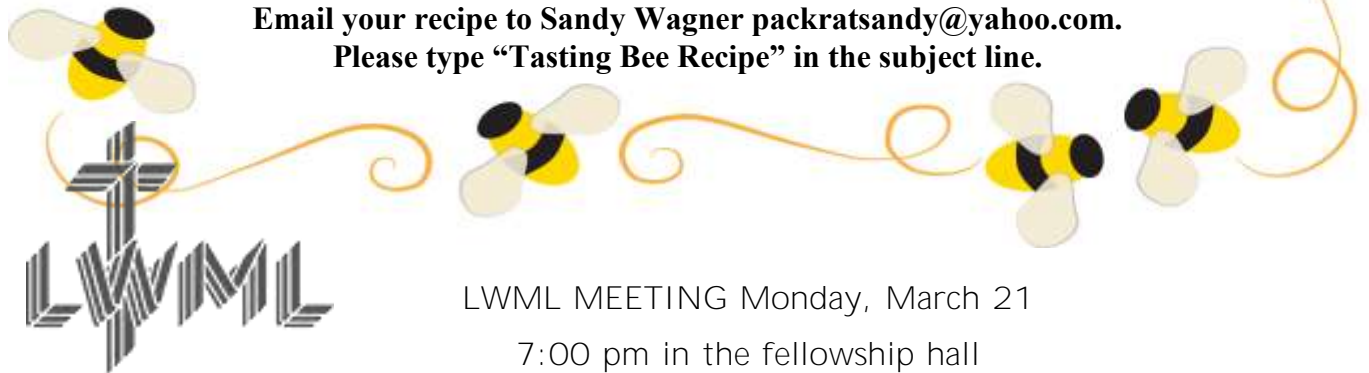 Email your recipe to Sandy Wagner packratsandy@yahoo.com.
Please type “Tasting Bee Recipe” in the subject line.
LWML
LWML MEETING Monday, March 21
7:00 pm in the fellowship hall